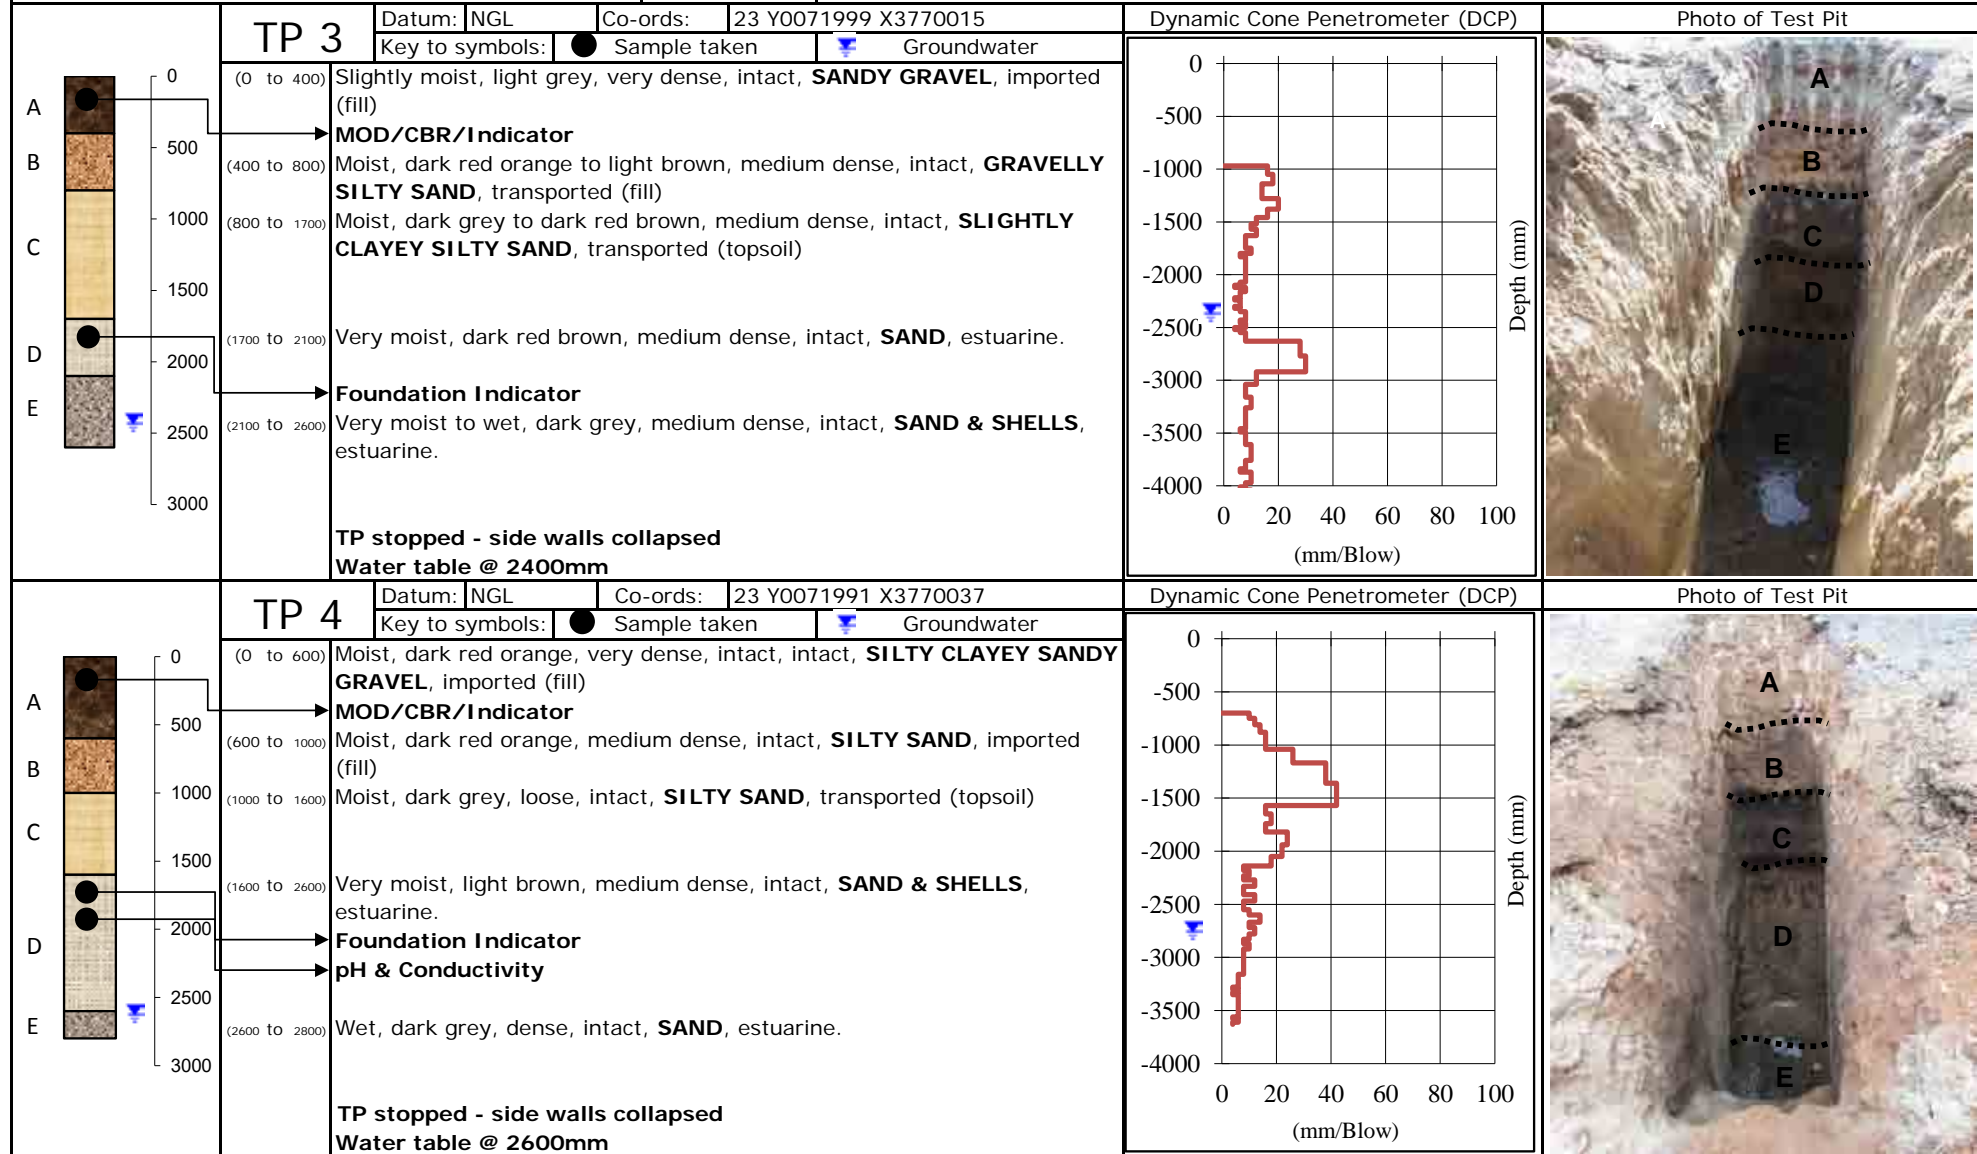 TP 3
Datum: NGL Co-ords: 23 Y0071999 X3770015
Key to symbols: Sample taken Groundwater
Dynamic Cone Penetrometer (DCP)
Photo of Test Pit
A
B
C
D
E
0
500
1000
1500
2000
2500
3000
(0 to 400) Slightly moist, light grey, very dense, intact, SANDY GRAVEL, imported
(fill)
MOD/CBR/Indicator
(400 to 800) Moist, dark red orange to light brown, medium dense, intact, GRAVELLY
SILTY SAND, transported (fill)
(800 to 1700) Moist, dark grey to dark red brown, medium dense, intact, SLIGHTLY
CLAYEY SILTY SAND, transported (topsoil)
(1700 to 2100) Very moist, dark red brown, medium dense, intact, SAND, estuarine.
Foundation Indicator
(2100 to 2600) Very moist to wet, dark grey, medium dense, intact, SAND & SHELLS,
estuarine.
TP stopped - side walls collapsed
Water table @ 2400mm
0
-500
-1000
-1500
-2000
-2500
-3000
-3500
-4000
0 20 40 60 80 100
(mm/Blow)
Depth (mm)
A
A
B
C
D
E
TP 4
Datum: NGL Co-ords: 23 Y0071991 X3770037
Key to symbols: Sample taken Groundwater
Dynamic Cone Penetrometer (DCP)
Photo of Test Pit
A
B
C
D
E
0
500
1000
1500
2000
2500
3000
(0 to 600) Moist, dark red orange, very dense, intact, intact, SILTY CLAYEY SANDY
GRAVEL, imported (fill)
MOD/CBR/Indicator
(600 to 1000) Moist, dark red orange, medium dense, intact, SILTY SAND, imported
(fill)
(1000 to 1600) Moist, dark grey, loose, intact, SILTY SAND, transported (topsoil)
(1600 to 2600) Very moist, light brown, medium dense, intact, SAND & SHELLS,
estuarine.
Foundation Indicator
pH & Conductivity
(2600 to 2800) Wet, dark grey, dense, intact, SAND, estuarine.
TP stopped - side walls collapsed
Water table @ 2600mm
0
-500
-1000
-1500
-2000
-2500
-3000
-3500
-4000
0 20 40 60 80 100
(mm/Blow)
Depth (mm)
A
B
C
D
E